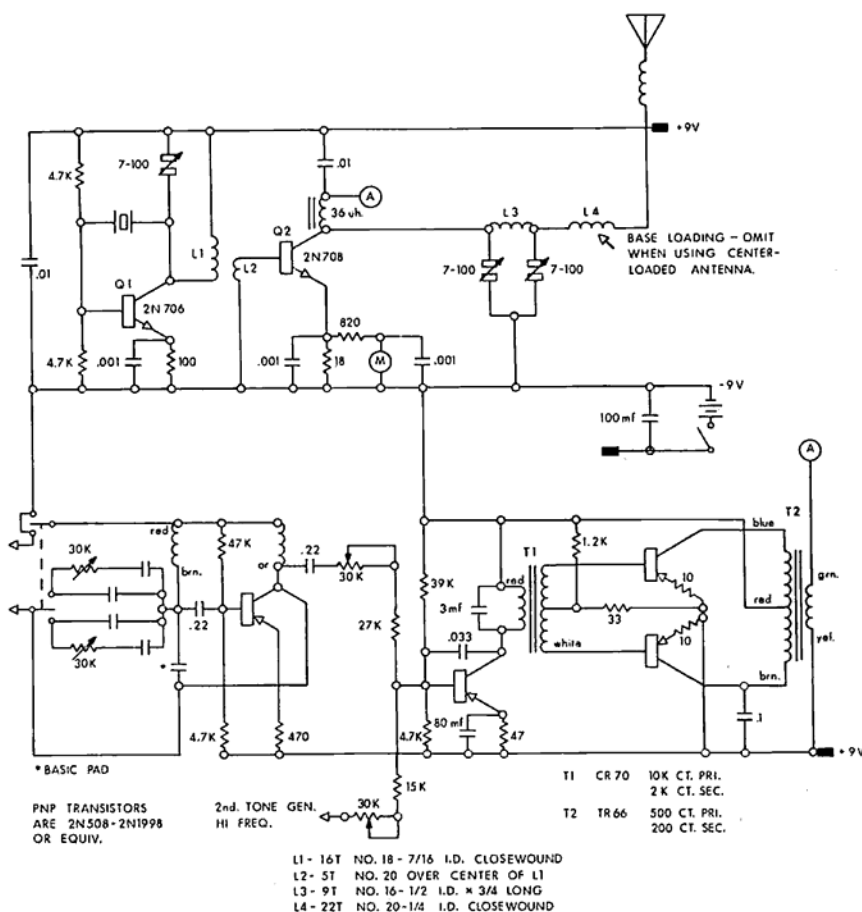 +9V
7-100
.01
4.7K
36 uh.
A
L3
L4
Q2
L1
2N708
BASE LOADING - OMIT
WHEN USING CENTER-
LOADED ANTENNA.
L2
7-100
7-100
.01
Q1
2N706
820
4.7K
.001
100
.001
18
M
.001
-9V
100mf
A
T2
blue
red
47K
1.2K
30K
.22
or
T1
30K
39K
red
10
grn.
brn.
3mf
.22
27K
33
red
.033
white
10
yel.
30K
*
brn.
80mf
.1
4.7K
470
4.7K
47
+9V
*BASIC PAD
15K
T1 CR70 10K CT. PRI.
2K CT. SEC.
PNP TRANSISTORS
ARE 2N508-2N1998
OR EQUIV.
2nd. TONE GEN.
HI FREQ.
30K
T2 TR66 500 CT. PRI.
200 CT. SEC.
L1- 16T NO. 18 - 7/16 I.D. CLOSEWOUND
L2- 5T NO. 20 OVER CENTER OF L1
L3- 9T NO. 16-1/2 I.D. x 3/4 LONG
L4- 22T NO. 20-1/4 I.D. CLOSEWOUND